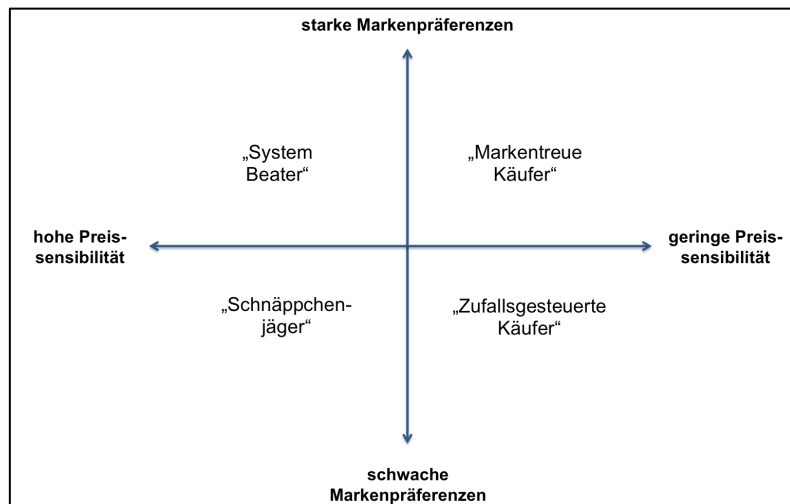 starke Markenpräferenzen
„System
Beater“
„Markentreue
Käufer“
hohe Preis-
sensibilität
geringe Preis-
sensibilität
„Schnäppchen-
jäger“
„Zufallsgesteuerte
Käufer“
schwache
Markenpräferenzen